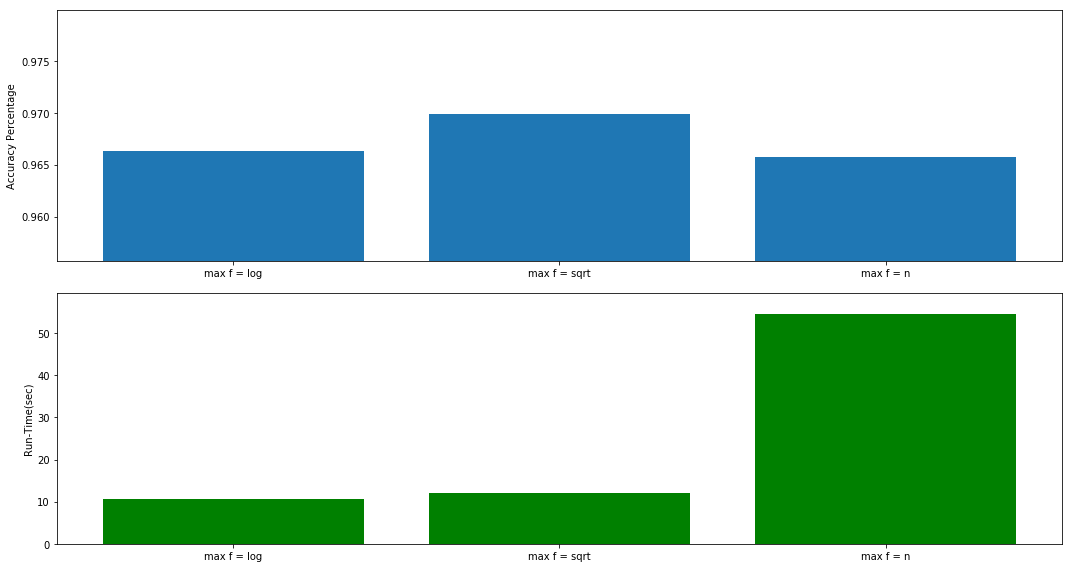 Accuracy Percentage
0.975
0.970
0.965
0.960
max f = log
max f = sqrt
max f = n
Run-Time(sec)
50
40
30
20
10
0
max f = log
max f = sqrt
max f = n